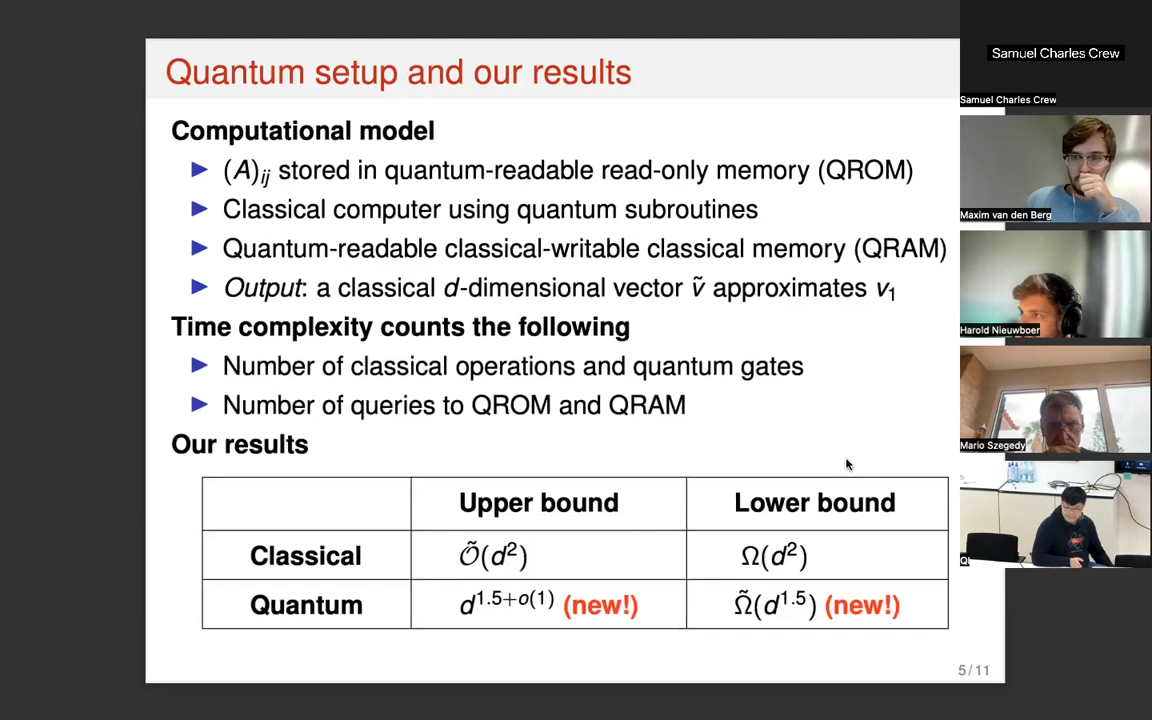 Quantum setup and our results
Computational model
(A)ij stored in quantum-readable read-only memory (QROM)
Classical computer using quantum subroutines
Quantum-readable classical-writable classical memory (QRAM)
Output: a classical d-dimensional vector ṽ approximates v₁
Time complexity counts the following
Number of classical operations and quantum gates
Number of queries to QROM and QRAM
Our results
Upper bound Lower bound
Classical Õ(d²) Ω(d²)
Quantum d^{1.5+o(1)} (new!) Ω̃(d^{1.5}) (new!)
5/11
Samuel Charles Crew
Samuel Charles Crew
Maxim van den Berg
Harold Nieuwboer
Mario Szegedy